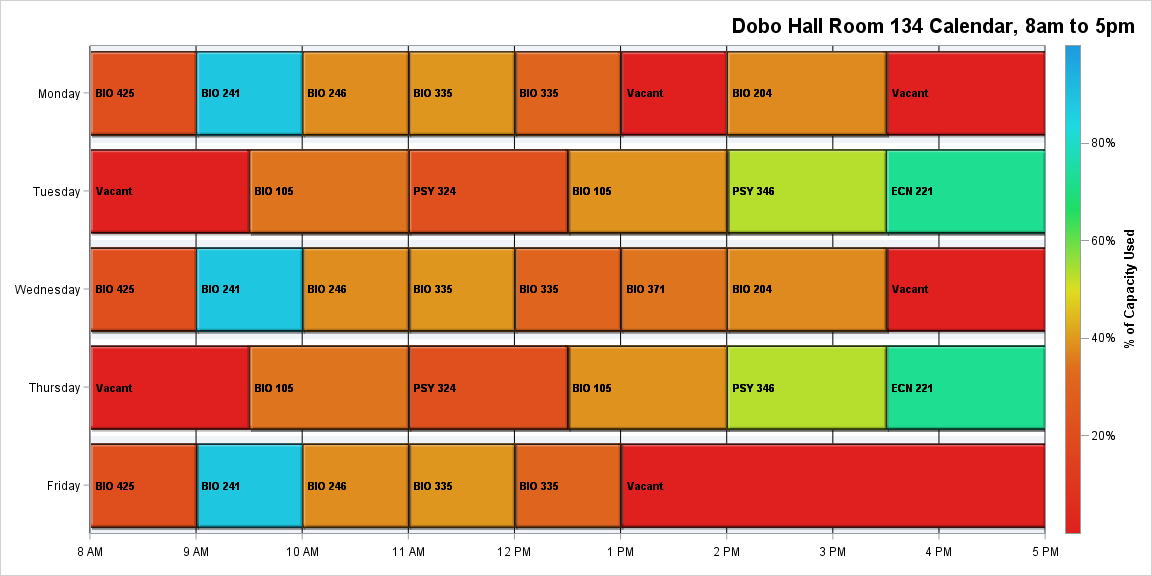 Dobo Hall Room 134 Calendar, 8am to 5pm
Monday BIO 425 BIO 241 BIO 246 BIO 335 BIO 335 Vacant BIO 204 Vacant
80%
Tuesday Vacant BIO 105 PSY 324 BIO 105 PSY 346 ECN 221
60%
% of Capacity Used
Wednesday BIO 425 BIO 241 BIO 246 BIO 335 BIO 335 BIO 371 BIO 204 Vacant
40%
Thursday Vacant BIO 105 PSY 324 BIO 105 PSY 346 ECN 221
20%
Friday BIO 425 BIO 241 BIO 246 BIO 335 BIO 335 Vacant
8 AM 9 AM 10 AM 11 AM 12 PM 1 PM 2 PM 3 PM 4 PM 5 PM